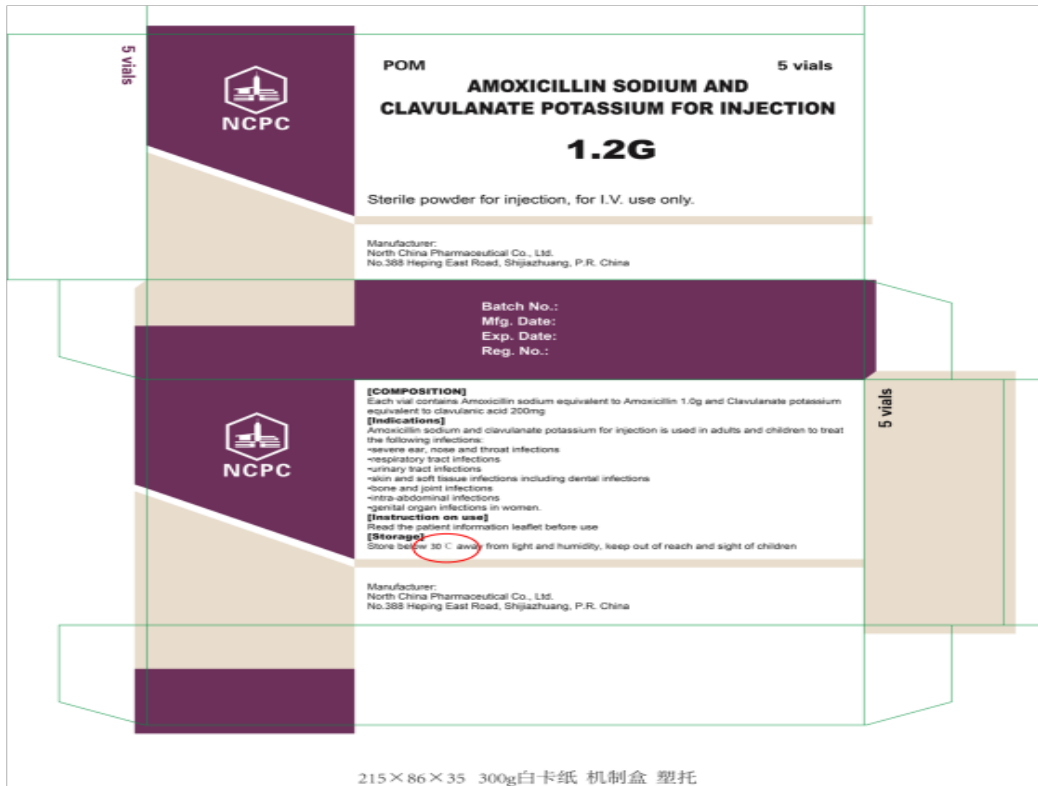 5 vials
NCPC
POM
5 vials
AMOXICILLIN SODIUM AND
CLAVULANATE POTASSIUM FOR INJECTION
1.2G
Sterile powder for injection, for I.V. use only.
Manufacturer:
North China Pharmaceutical Co., Ltd.
No.388 Heping East Road, Shijiazhuang, P.R. China
Batch No.:
Mfg. Date:
Exp. Date:
Reg. No.:
NCPC
[COMPOSITION]
Each vial contains Amoxicillin sodium equivalent to Amoxicillin 1.0g and Clavulanate potassium
equivalent to clavulanic acid 200mg
[Indications]
Amoxicillin sodium and clavulanate potassium for injection is used in adults and children to treat
the following infections:
•severe ear, nose and throat infections
•respiratory tract infections
•urinary tract infections
•skin and soft tissue infections including dental infections
•bone and joint infections
•intra-abdominal infections
•genital organ infections in women.
[Instruction on use]
Read the patient information leaflet before use
[Storage]
Store below 30℃ away from light and humidity, keep out of reach and sight of children
Manufacturer:
North China Pharmaceutical Co., Ltd.
No.388 Heping East Road, Shijiazhuang, P.R. China
5 vials
215×86×35 300g白卡纸 机制盒 塑托